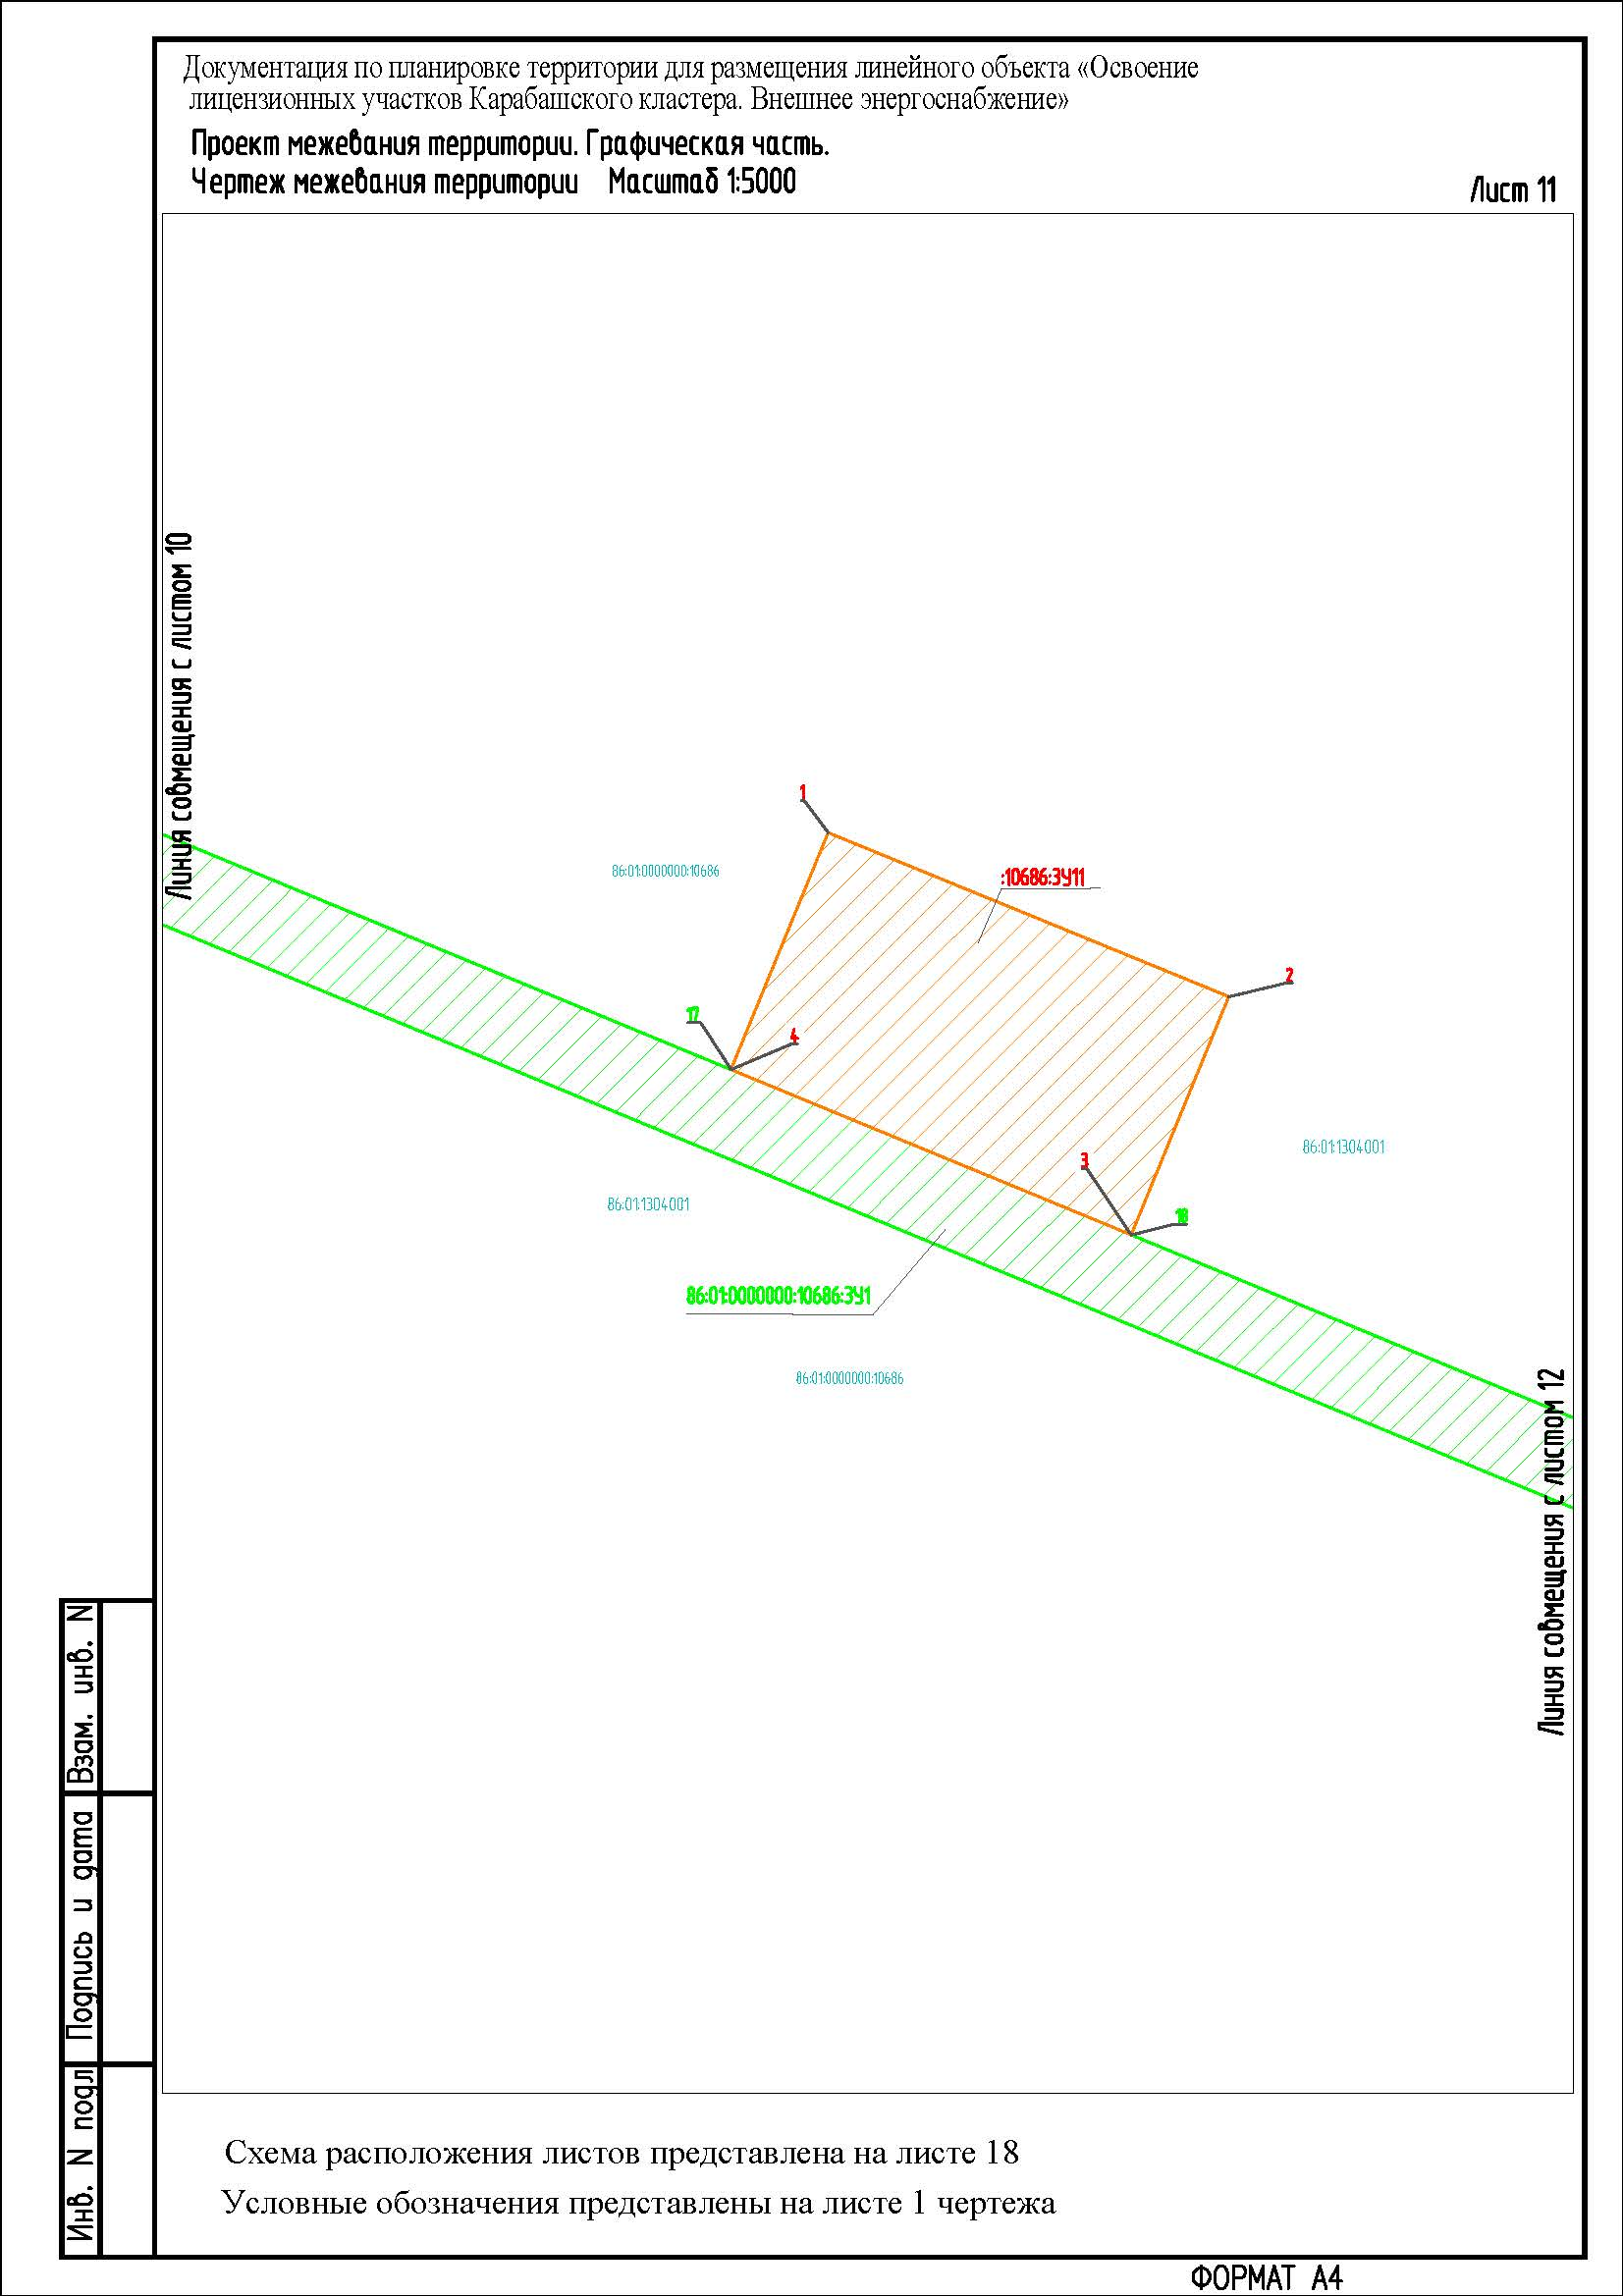 Документация по планировке территории для размещения линейного объекта «Освоение
лицензионных участков Карабашского кластера. Внешнее энергоснабжение»
Проект межевания территории. Графическая часть.
Чертеж межевания территории Масштаб 1:5000
Лист 11
Линия совмещения с листом 10
1
86:01:0000000:10686
:10686:ЗУ11
2
17
4
86:01:1304001
3
86:01:1304001
18
86:01:0000000:10686:ЗУ1
86:01:0000000:10686
Линия совмещения с листом 12
Взам. инв. N
Подпись и дата
Инв. N подл
Схема расположения листов представлена на листе 18
Условные обозначения представлены на листе 1 чертежа
ФОРМАТ А4